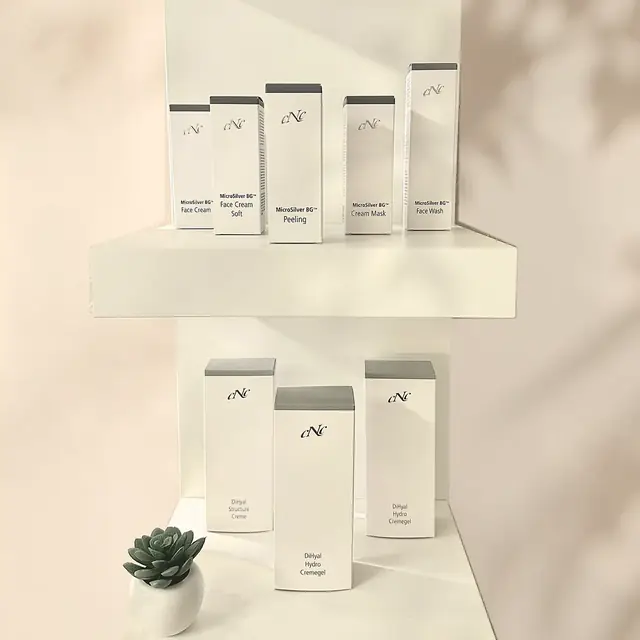 cNc
MicroSilver BG™
Face Cream
cNc
MicroSilver BG™
Face Cream
Soft
cNc
MicroSilver BG™
Peeling
cNc
MicroSilver BG™
Cream Mask
cNc
MicroSilver BG™
Face Wash
cNc
DiHyal
Structure
Creme
cNc
DiHyal
Hydro
Cremegel
cNc
DiHyal
Hydro
Cremegel